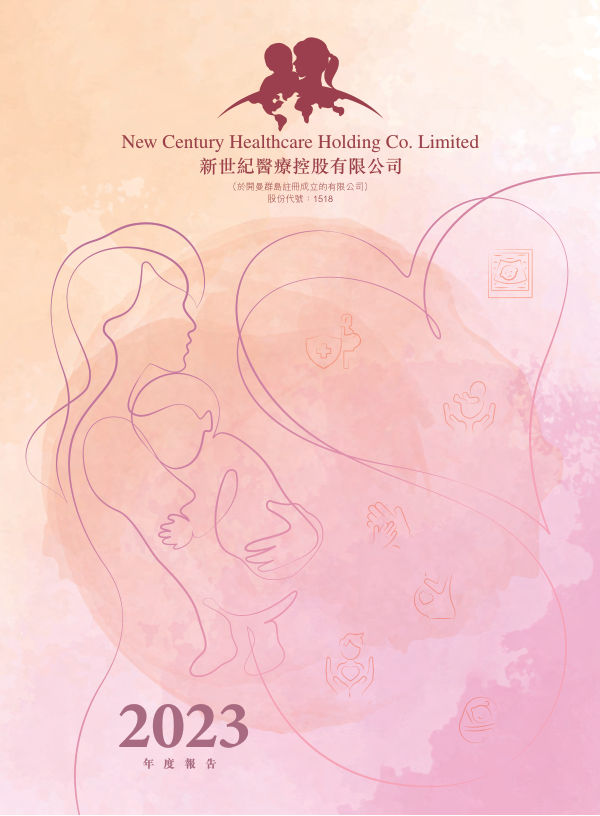 New Century Healthcare Holding Co. Limited
新世紀醫療控股有限公司
（於開曼群島註冊成立的有限公司）
股份代號：1518
2023
年度報告